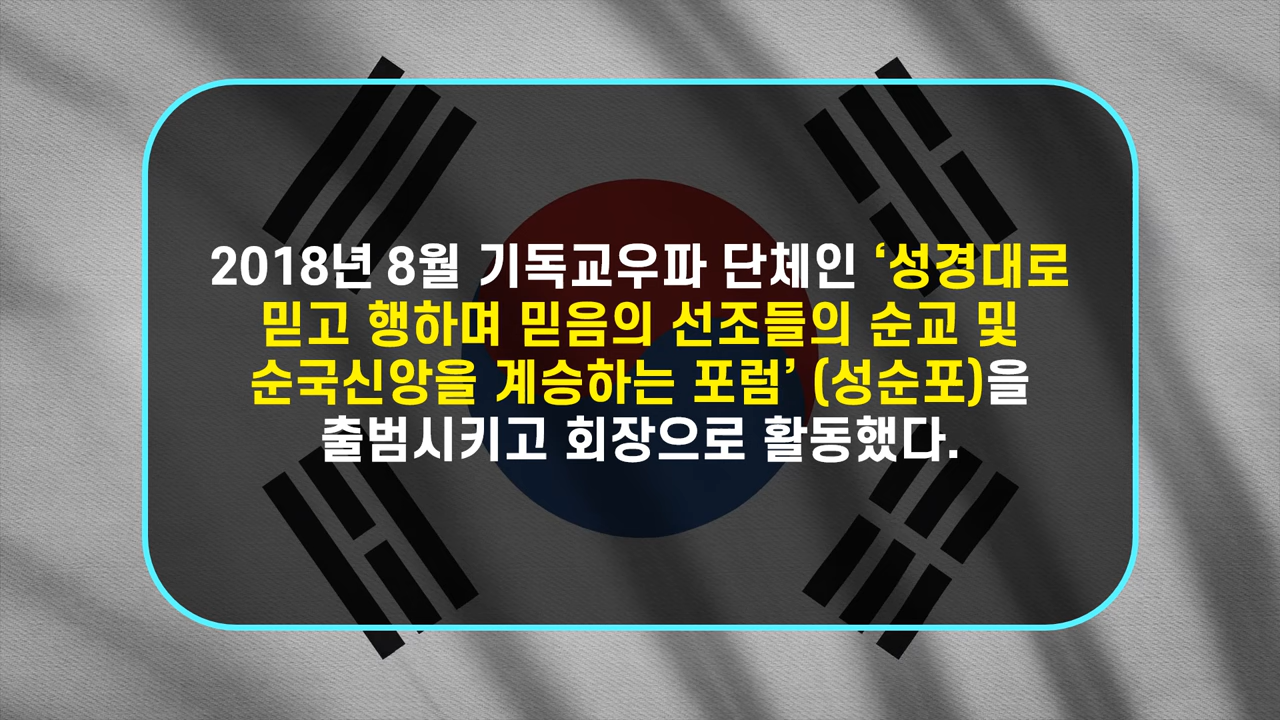 2018년 8월 기독교우파 단체인 ‘성경대로
믿고 행하며 믿음의 선조들의 순교 및
순국신앙을 계승하는 포럼’ (성순포)을
출범시키고 회장으로 활동했다.